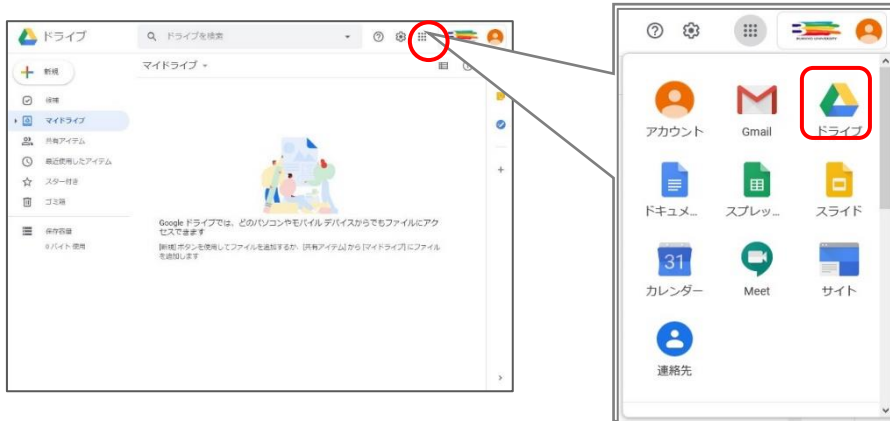 ドライブ
ドライブを検索
新規
マイドライブ
候補
マイドライブ
共有アイテム
最近使用したアイテム
スター付き
ゴミ箱
保存容量
0 バイト 使用
Google ドライブでは、どのパソコンやモバイル デバイスからでもファイルにアク
セスできます
[新規] ボタンを使用してファイルを追加するか、[共有アイテム] から [マイドライブ] にファイル
を追加します
アカウント
Gmail
ドライブ
ドキュメ...
スプレッ...
スライド
31
カレンダー
Meet
サイト
連絡先